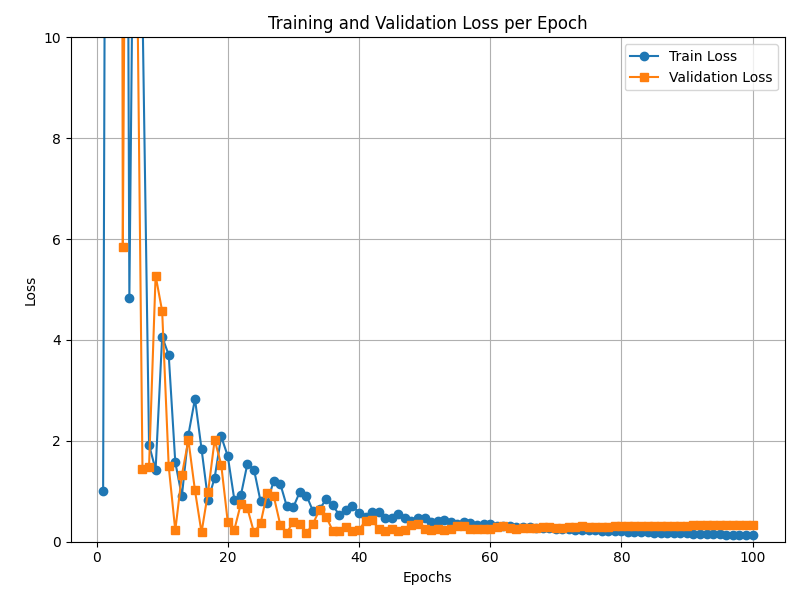 Training and Validation Loss per Epoch
Train Loss
Validation Loss
Loss
10
8
6
4
2
0
0 20 40 60 80 100
Epochs